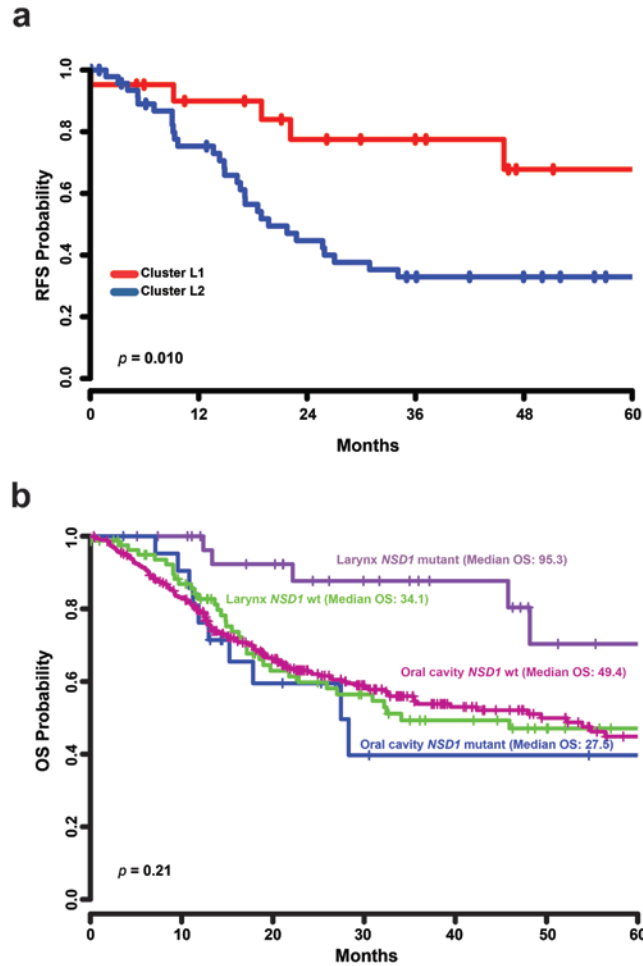 a
1.0
0.8
0.6
0.4
0.2
0.0
RFS Probability
Cluster L1
Cluster L2
p = 0.010
0 12 24 36 48 60
Months
b
1.0
0.8
0.6
0.4
0.2
0.0
OS Probability
Larynx NSD1 mutant (Median OS: 95.3)
Larynx NSD1 wt (Median OS: 34.1)
Oral cavity NSD1 wt (Median OS: 49.4)
Oral cavity NSD1 mutant (Median OS: 27.5)
p = 0.21
0 10 20 30 40 50 60
Months